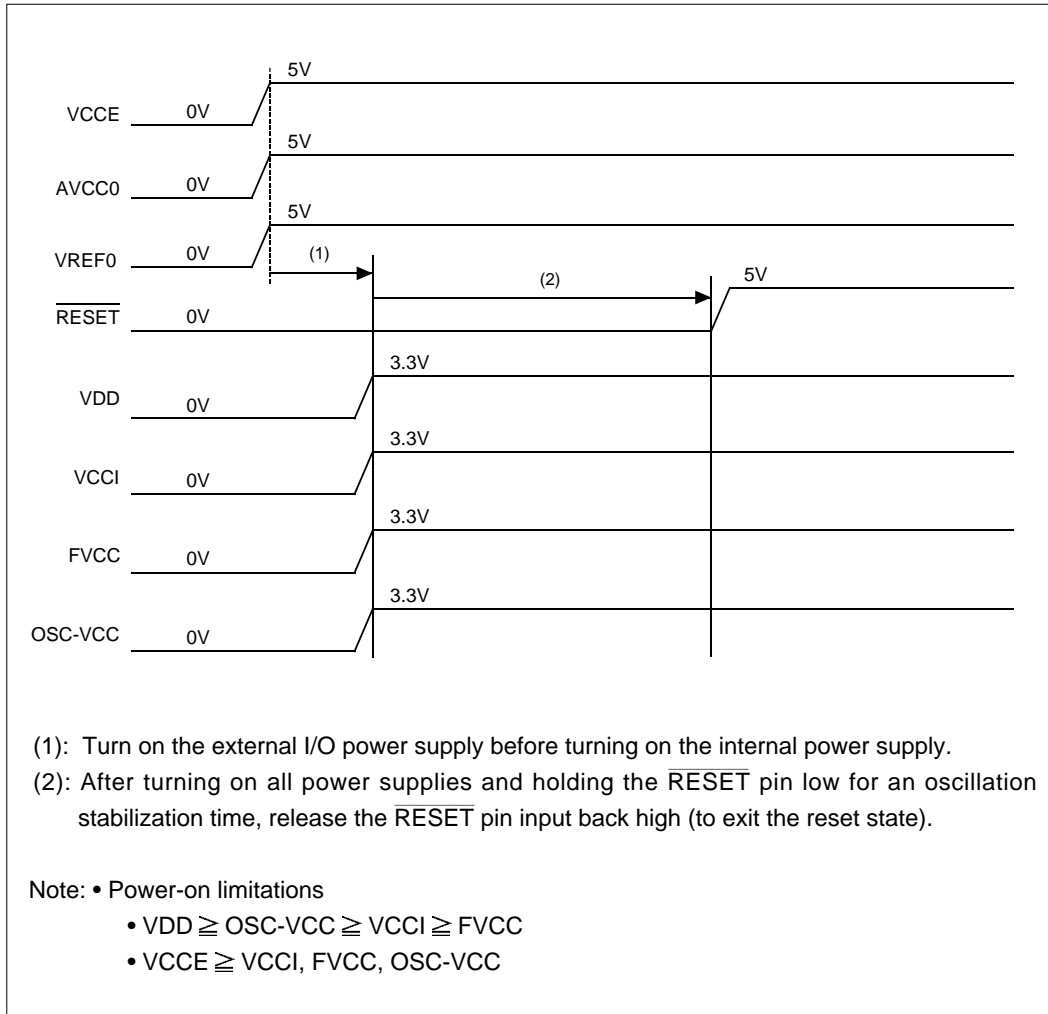 5V
VCCE 0V
5V
AVCC0 0V
5V
VREF0 0V (1)
(2) 5V
RESET 0V
3.3V
VDD 0V
3.3V
VCCI 0V
3.3V
FVCC 0V
3.3V
OSC-VCC 0V
(1): Turn on the external I/O power supply before turning on the internal power supply.
(2): After turning on all power supplies and holding the RESET pin low for an oscillation
stabilization time, release the RESET pin input back high (to exit the reset state).
Note: • Power-on limitations
• VDD ≧ OSC-VCC ≧ VCCI ≧ FVCC
• VCCE ≧ VCCI, FVCC, OSC-VCC